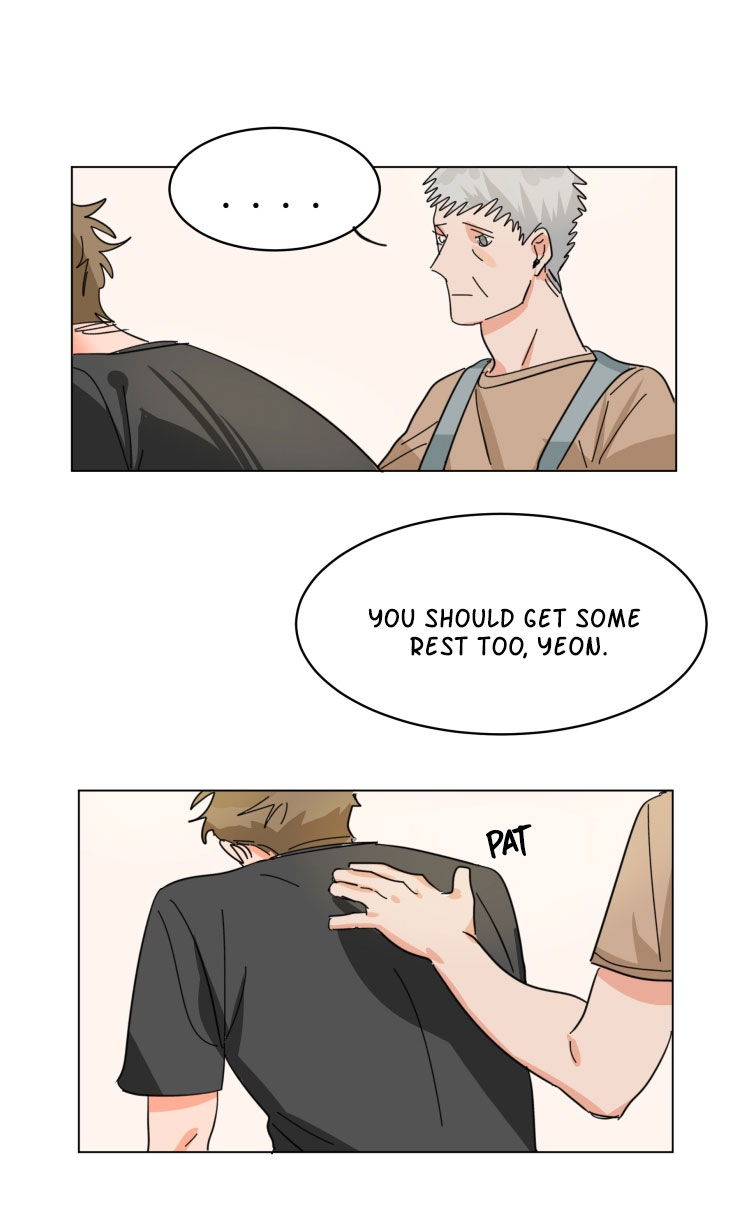 . . . .
YOU SHOULD GET SOME
REST TOO, YEON.
PAT